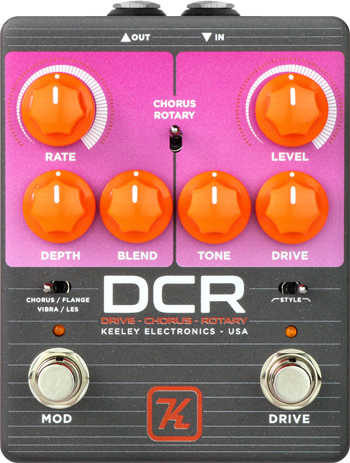 ▲OUT ▼IN
CHORUS
ROTARY
RATE LEVEL
DEPTH BLEND TONE DRIVE
CHORUS / FLANGE
VIBRA / LES
DCR
STYLE
DRIVE - CHORUS - ROTARY
KEELEY ELECTRONICS - USA
MOD DRIVE
K